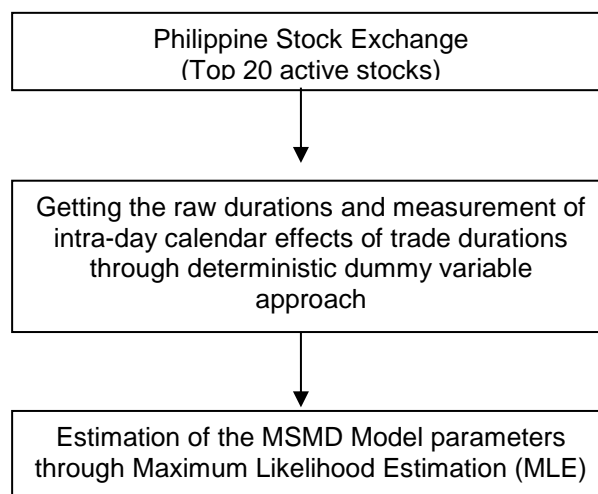 Philippine Stock Exchange
(Top 20 active stocks)
Getting the raw durations and measurement of
intra-day calendar effects of trade durations
through deterministic dummy variable
approach
Estimation of the MSMD Model parameters
through Maximum Likelihood Estimation (MLE)